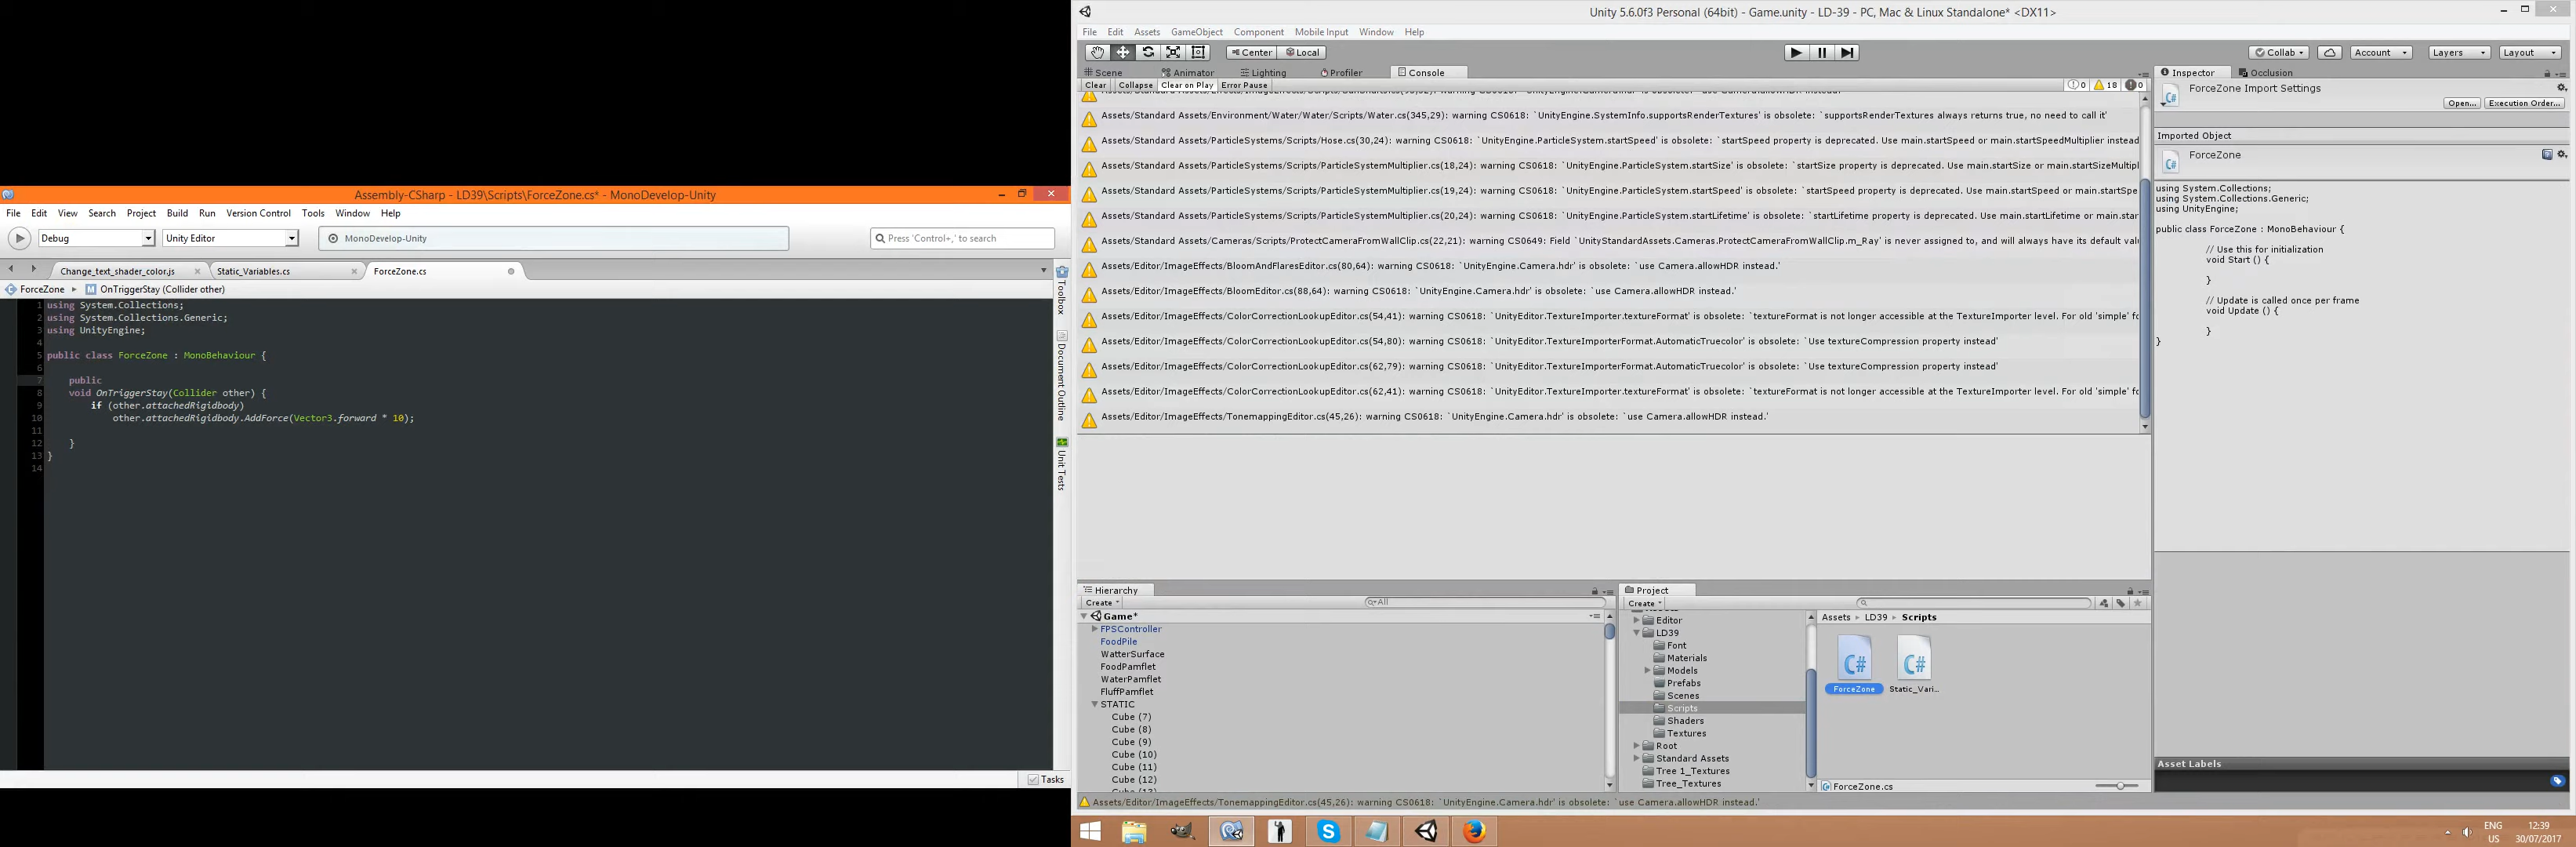 Assembly-CSharp - LD39\Scripts\ForceZone.cs* - MonoDevelop-Unity
File Edit View Search Project Build Run Version Control Tools Window Help
Debug Unity Editor MonoDevelop-Unity Press 'Control+,' to search
Change_text_shader_color.js Static_Variables.cs ForceZone.cs
ForceZone OnTriggerStay (Collider other)
1 using System.Collections;
2 using System.Collections.Generic;
3 using UnityEngine;
4
5 public class ForceZone : MonoBehaviour {
6
7 public
8 void OnTriggerStay(Collider other) {
9 if (other.attachedRigidbody)
10 other.attachedRigidbody.AddForce(Vector3.forward * 10);
11
12 }
13 }
14
Toolbox
Document Outline
Unit Tests
Tasks
Unity 5.6.0f3 Personal (64bit) - Game.unity - LD-39 - PC, Mac & Linux Standalone* <DX11>
File Edit Assets GameObject Component Mobile Input Window Help
Center Local Collab Account Layers Layout
Scene Animator Lighting Profiler Console
Clear Collapse Clear on Play Error Pause 0 18 0
Assets/Standard Assets/Environment/Water/Water/Scripts/Water.cs(345,29): warning CS0618: `UnityEngine.SystemInfo.supportsRenderTextures' is obsolete: `supportsRenderTextures always returns true, no need to call it'
Assets/Standard Assets/ParticleSystems/Scripts/Hose.cs(30,24): warning CS0618: `UnityEngine.ParticleSystem.startSpeed' is obsolete: `startSpeed property is deprecated. Use main.startSpeed or main.startSpeedMultiplier instead
Assets/Standard Assets/ParticleSystems/Scripts/ParticleSystemMultiplier.cs(18,24): warning CS0618: `UnityEngine.ParticleSystem.startSize' is obsolete: `startSize property is deprecated. Use main.startSize or main.startSizeMultipl
Assets/Standard Assets/ParticleSystems/Scripts/ParticleSystemMultiplier.cs(19,24): warning CS0618: `UnityEngine.ParticleSystem.startSpeed' is obsolete: `startSpeed property is deprecated. Use main.startSpeed or main.startSpe
Assets/Standard Assets/ParticleSystems/Scripts/ParticleSystemMultiplier.cs(20,24): warning CS0618: `UnityEngine.ParticleSystem.startLifetime' is obsolete: `startLifetime property is deprecated. Use main.startLifetime or main.star
Assets/Standard Assets/Cameras/Scripts/ProtectCameraFromWallClip.cs(22,21): warning CS0649: Field `UnityStandardAssets.Cameras.ProtectCameraFromWallClip.m_Ray' is never assigned to, and will always have its default val
Assets/Editor/ImageEffects/BloomAndFlaresEditor.cs(80,64): warning CS0618: `UnityEngine.Camera.hdr' is obsolete: `use Camera.allowHDR instead.'
Assets/Editor/ImageEffects/BloomEditor.cs(88,64): warning CS0618: `UnityEngine.Camera.hdr' is obsolete: `use Camera.allowHDR instead.'
Assets/Editor/ImageEffects/ColorCorrectionLookupEditor.cs(54,41): warning CS0618: `UnityEditor.TextureImporter.textureFormat' is obsolete: `textureFormat is not longer accessible at the TextureImporter level. For old 'simple' fo
Assets/Editor/ImageEffects/ColorCorrectionLookupEditor.cs(54,80): warning CS0618: `UnityEditor.TextureImporterFormat.AutomaticTruecolor' is obsolete: `Use textureCompression property instead'
Assets/Editor/ImageEffects/ColorCorrectionLookupEditor.cs(62,79): warning CS0618: `UnityEditor.TextureImporterFormat.AutomaticTruecolor' is obsolete: `Use textureCompression property instead'
Assets/Editor/ImageEffects/ColorCorrectionLookupEditor.cs(62,41): warning CS0618: `UnityEditor.TextureImporter.textureFormat' is obsolete: `textureFormat is not longer accessible at the TextureImporter level. For old 'simple' fo
Assets/Editor/ImageEffects/TonemappingEditor.cs(45,26): warning CS0618: `UnityEngine.Camera.hdr' is obsolete: `use Camera.allowHDR instead.'
Inspector Occlusion
ForceZone Import Settings
Open... Execution Order...
Imported Object
ForceZone
using System.Collections;
using System.Collections.Generic;
using UnityEngine;
public class ForceZone : MonoBehaviour {
// Use this for initialization
void Start () {
}
// Update is called once per frame
void Update () {
}
}
Asset Labels
Hierarchy
Create All
Game*
FPSController
FoodPile
WatterSurface
FoodPamflet
WaterPamflet
FluffPamflet
STATIC
Cube (7)
Cube (8)
Cube (9)
Cube (10)
Cube (11)
Cube (12)
Project
Create
Editor
LD39
Font
Materials
Models
Prefabs
Scenes
Scripts
Shaders
Textures
Root
Standard Assets
Tree 1_Textures
Tree_Textures
Assets LD39 Scripts
C# C#
ForceZone Static_Vari...
ForceZone.cs
Assets/Editor/ImageEffects/TonemappingEditor.cs(45,26): warning CS0618: `UnityEngine.Camera.hdr' is obsolete: `use Camera.allowHDR instead.'
ENG
US
12:39
30/07/2017